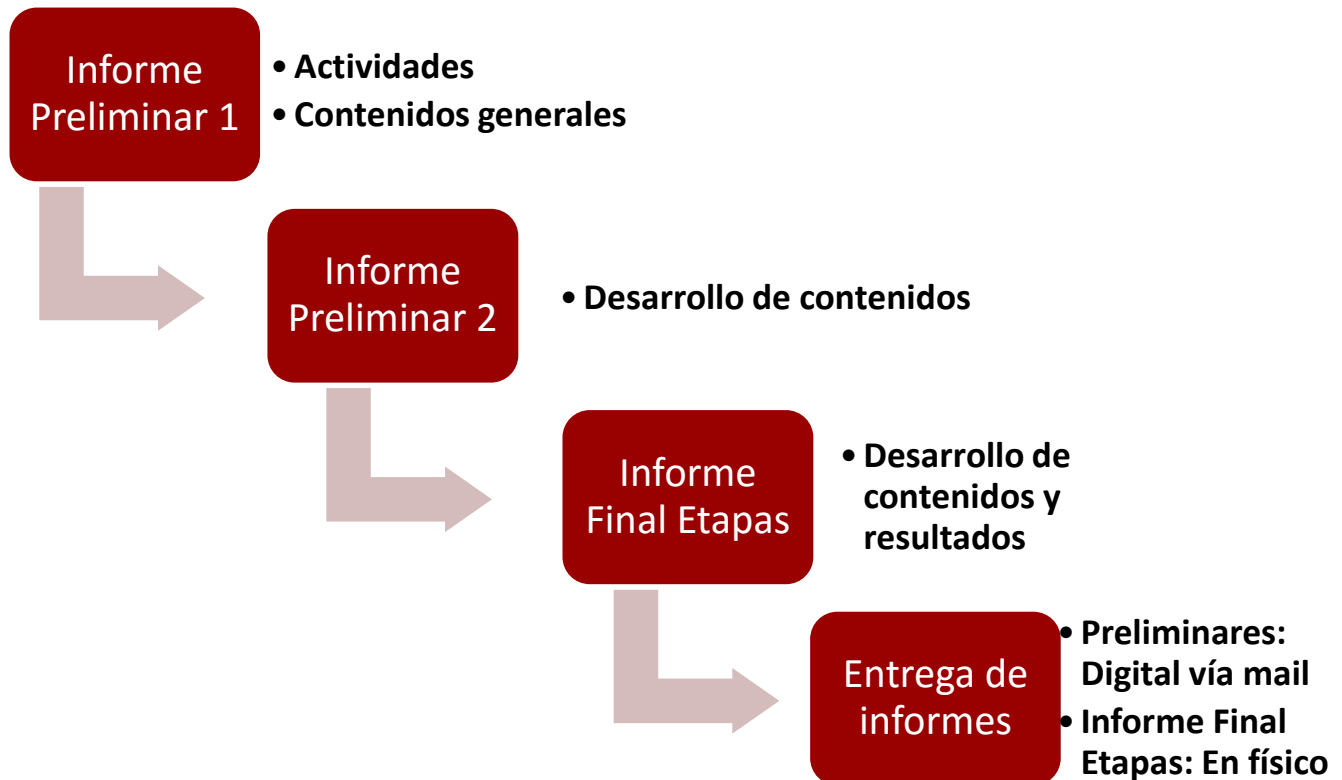 Informe
Preliminar 1
• Actividades
• Contenidos generales
Informe
Preliminar 2
• Desarrollo de contenidos
Informe
Final Etapas
• Desarrollo de
contenidos y
resultados
Entrega de
informes
• Preliminares:
Digital vía mail
• Informe Final
Etapas: En físico